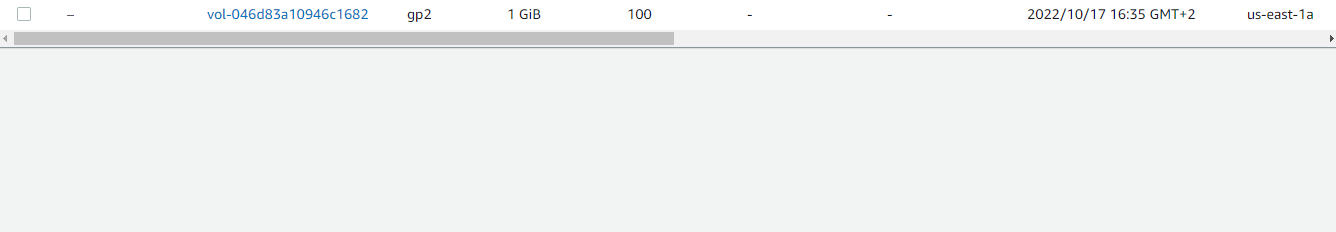 – vol-046d83a10946c1682 gp2 1 GiB 100 - - 2022/10/17 16:35 GMT+2 us-east-1a